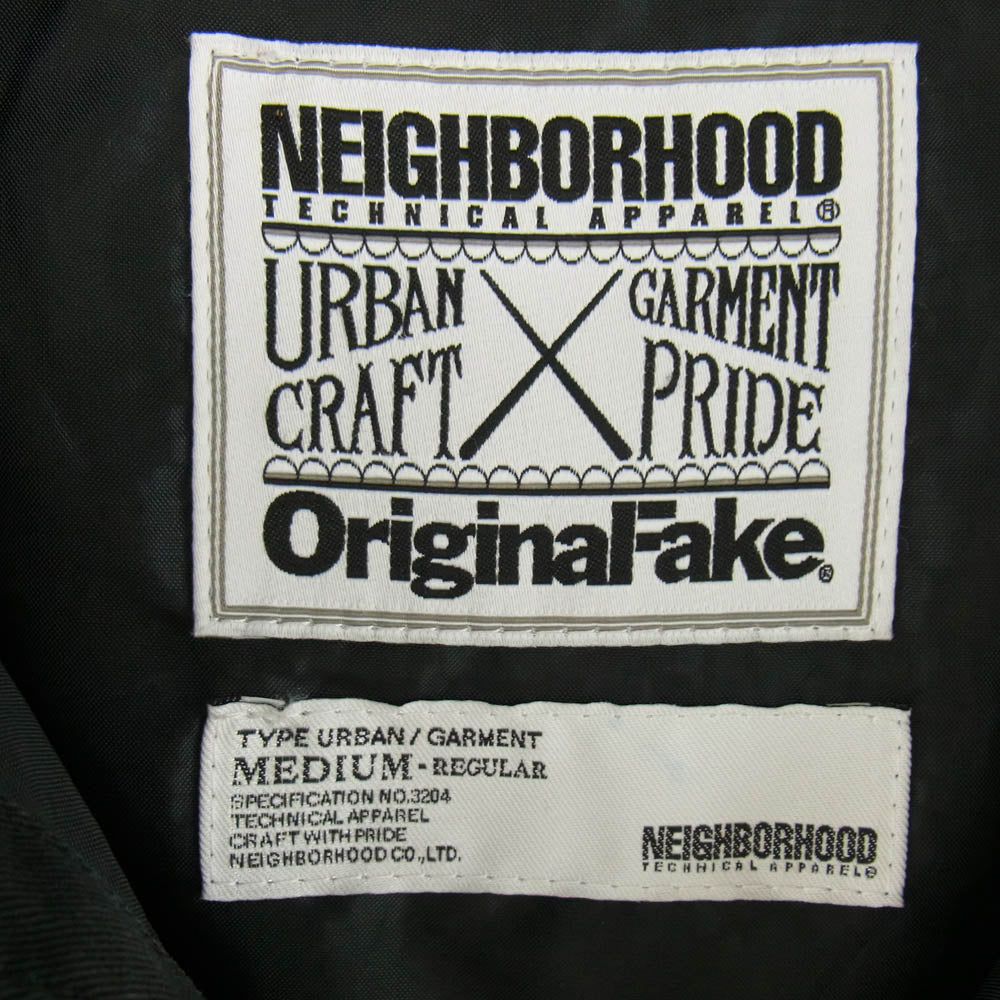 NEIGHBORHOOD
TECHNICAL APPAREL®
URBAN GARMENT
CRAFT PRIDE
OriginalFake®
TYPE URBAN / GARMENT
MEDIUM - REGULAR
SPECIFICATION NO.3204
TECHNICAL APPAREL
CRAFT WITH PRIDE
NEIGHBORHOOD CO.,LTD.
NEIGHBORHOOD
TECHNICAL APPAREL®